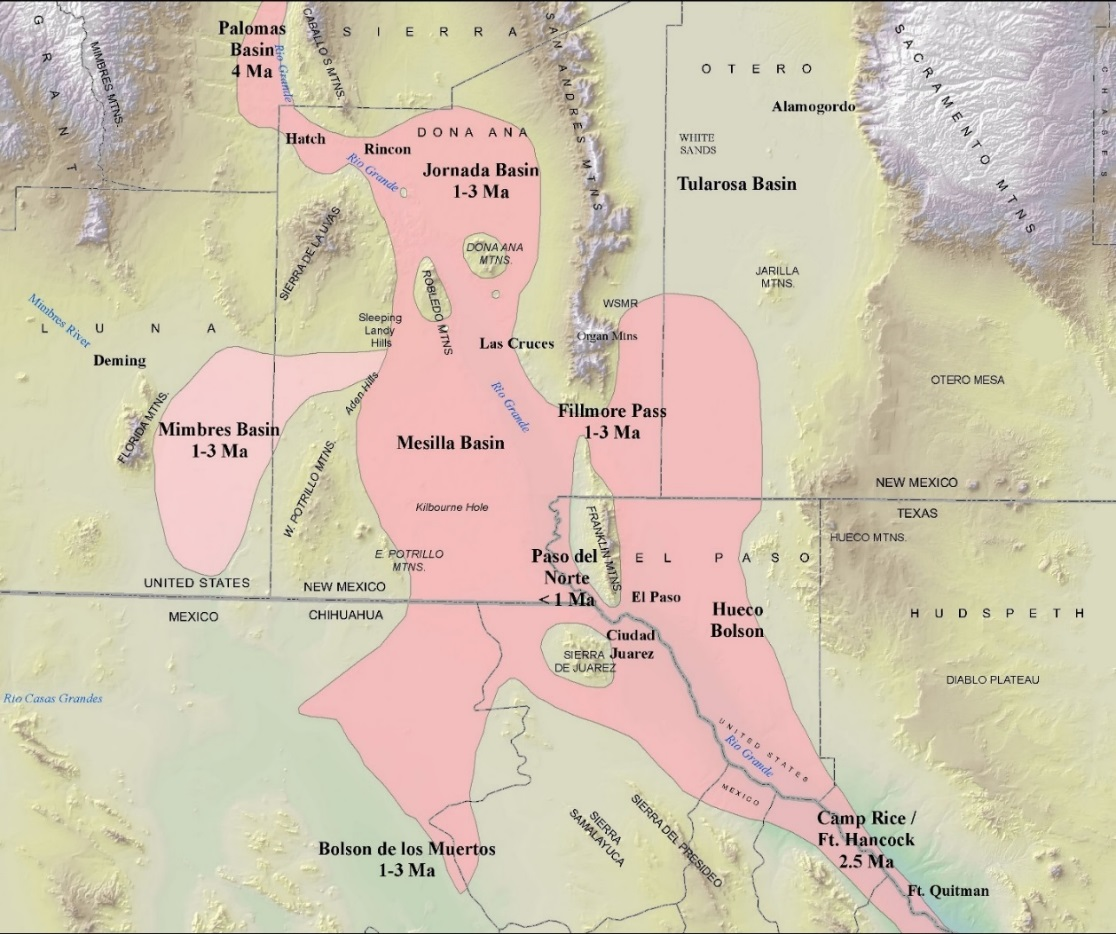 GRANT
MIMBRES MTNS.
Palomas
Basin
4 Ma
Rio Grande
CABALLOS MTNS.
SIERRA
SAN ANDRES MTNS
OTERO
Alamogordo
SACRAMENTO MTNS
CHAVES
WHITE
SANDS
Tularosa Basin
Hatch
Rincon
Rio Grande
DONA ANA
Jornada Basin
1-3 Ma
SIERRA DE LA UVAS
DONA ANA
MTNS.
ROBLEDO MTNS
JARILLA
MTNS.
Mimbres River
LUNA
Deming
Sleeping
Landy
Hills
Las Cruces
WSMR
Organ Mtns
OTERO MESA
Aden Hills
Rio Grande
FLORIDA MTNS.
Mimbres Basin
1-3 Ma
Fillmore Pass
1-3 Ma
Mesilla Basin
W. POTRILLO MTNS.
Kilbourne Hole
NEW MEXICO
TEXAS
FRANKLIN MTNS
HUECO MTNS.
E. POTRILLO
MTNS.
Paso del
Norte
< 1 Ma
EL PASO
UNITED STATES
NEW MEXICO
El Paso
MEXICO
CHIHUAHUA
Hueco
Bolson
HUDSPETH
Ciudad
Juarez
SIERRA
DE JUAREZ
DIABLO PLATEAU
Rio Casas Grandes
UNITED STATES
Rio Grande
MEXICO
SIERRA
SAMALAYUCA
SIERRA DEL PRESIDEO
Camp Rice /
Ft. Hancock
2.5 Ma
Bolson de los Muertos
1-3 Ma
Ft. Quitman